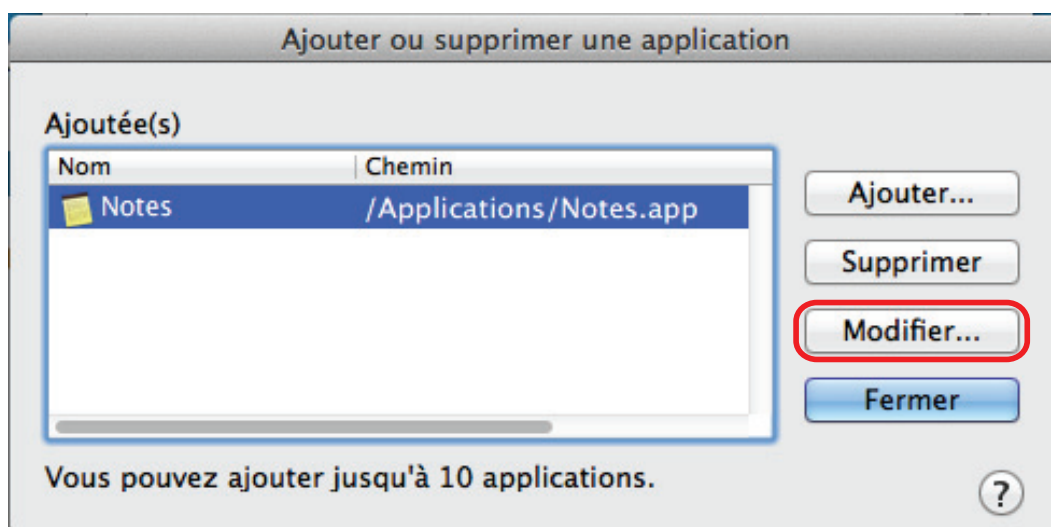 Ajouter ou supprimer une application
Ajoutée(s)
Nom Chemin
Notes /Applications/Notes.app
Ajouter...
Supprimer
Modifier...
Fermer
Vous pouvez ajouter jusqu'à 10 applications.
?